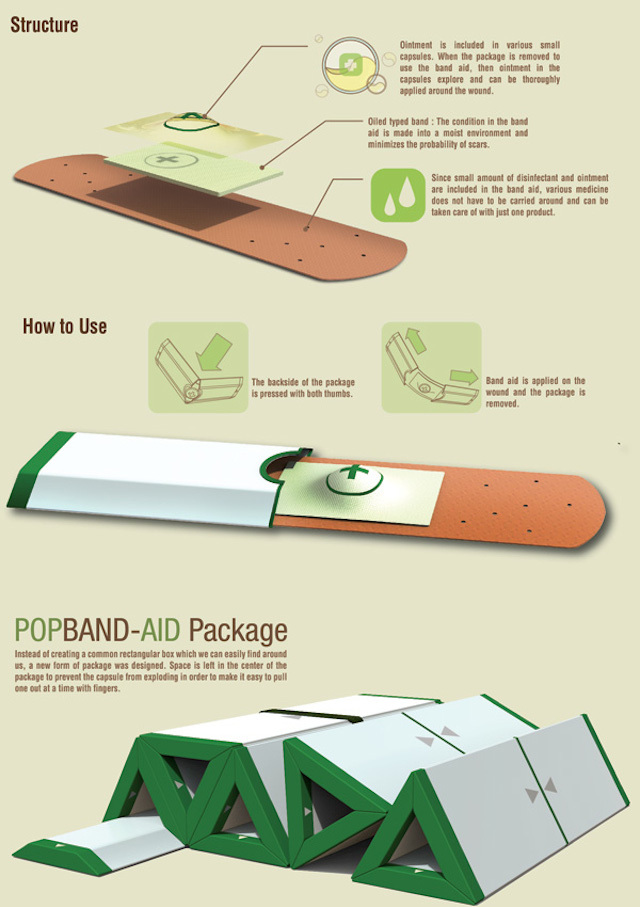 Structure
Ointment is included in various small
capsules. When the package is removed to
use the band aid, then ointment in the
capsules explore and can be thoroughly
applied around the wound.
Oiled typed band : The condition in the band
aid is made into a moist environment and
minimizes the probability of scars.
Since small amount of disinfectant and ointment
are included in the band aid, various medicine
does not have to be carried around and can be
taken care of with just one product.
How to Use
The backside of the package
is pressed with both thumbs.
Band aid is applied on the
wound and the package is
removed.
POPBAND-AID Package
Instead of creating a common rectangular box which we can easily find around
us, a new form of package was designed. Space is left in the center of the
package to prevent the capsule from exploding in order to make it easy to pull
one out at a time with fingers.